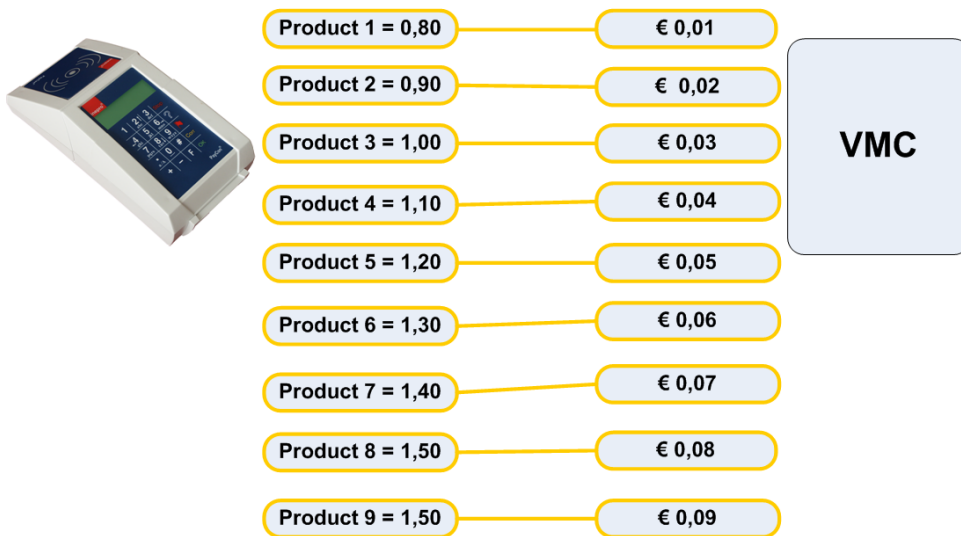 Product 1 = 0,80 € 0,01
Product 2 = 0,90 € 0,02
Product 3 = 1,00 € 0,03
VMC
Product 4 = 1,10 € 0,04
Product 5 = 1,20 € 0,05
Product 6 = 1,30 € 0,06
Product 7 = 1,40 € 0,07
Product 8 = 1,50 € 0,08
Product 9 = 1,50 € 0,09